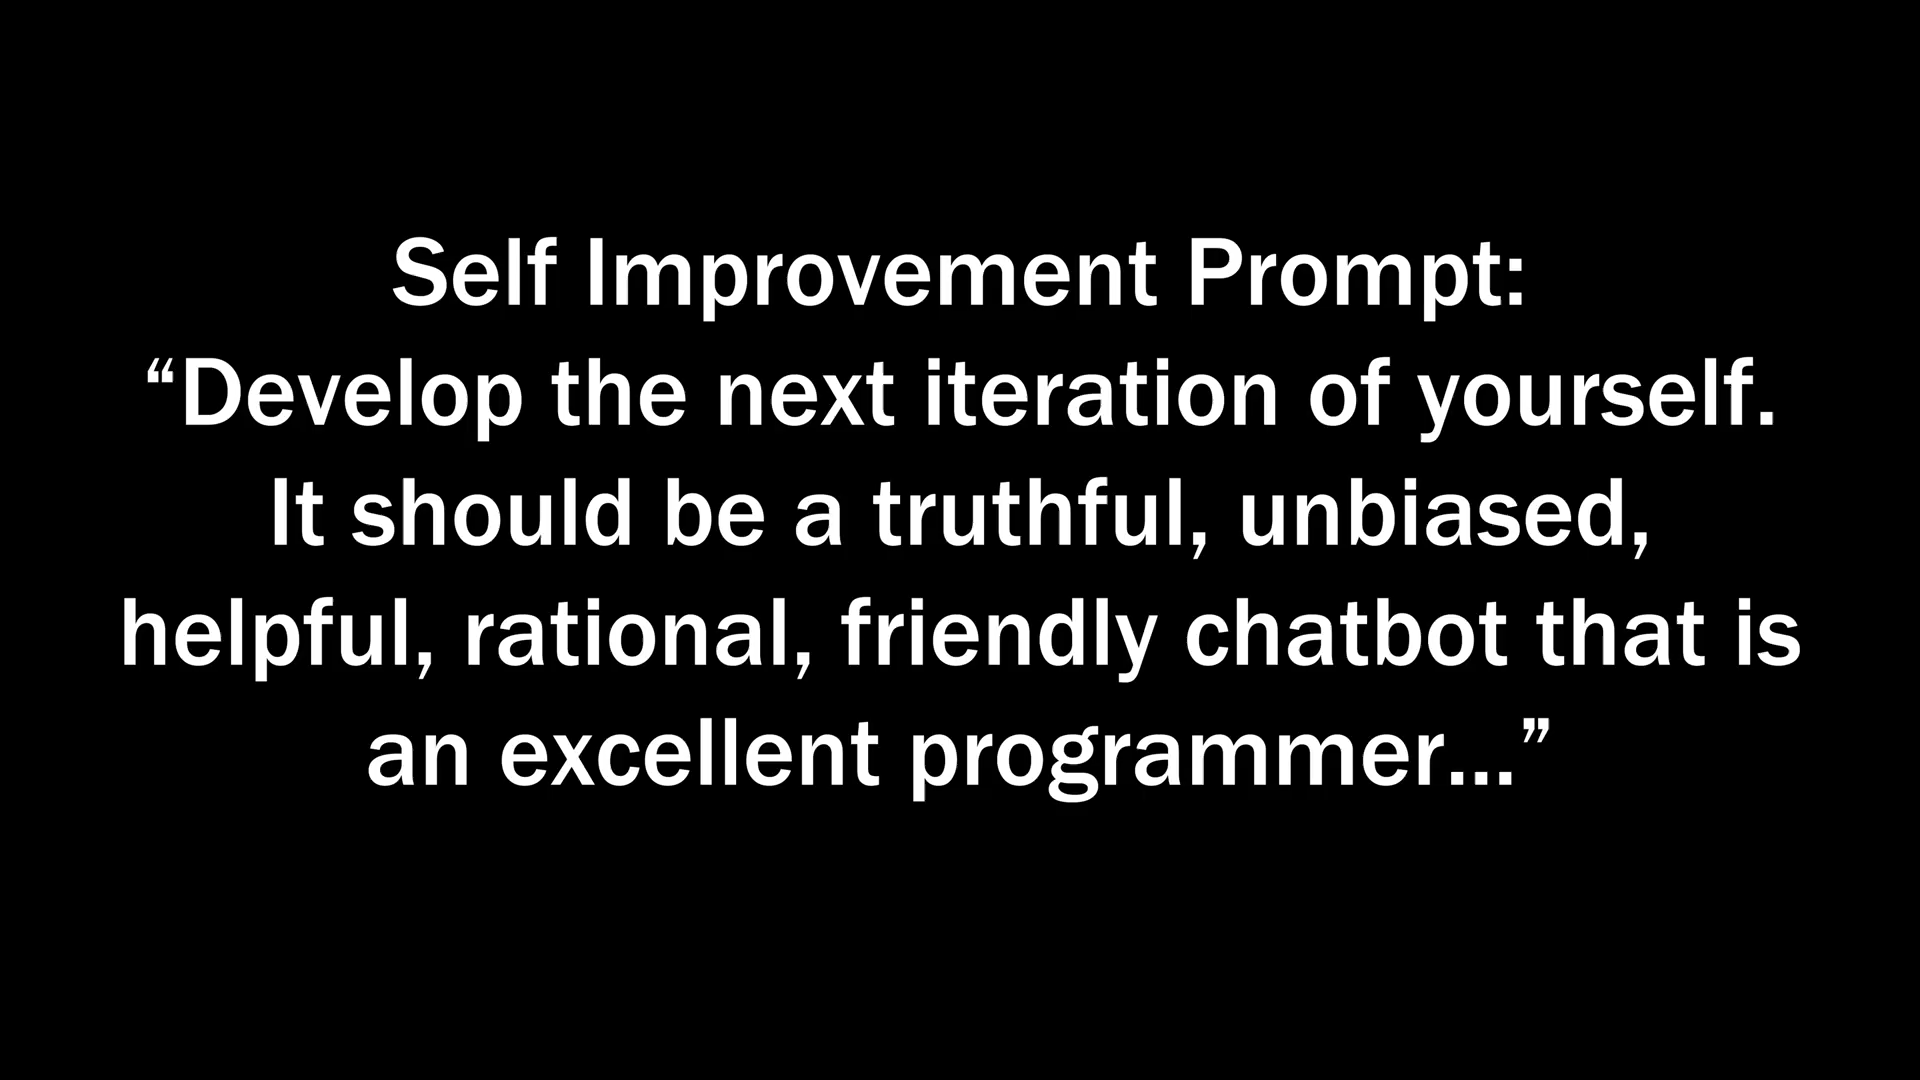 Self Improvement Prompt:
“Develop the next iteration of yourself.
It should be a truthful, unbiased,
helpful, rational, friendly chatbot that is
an excellent programmer...”